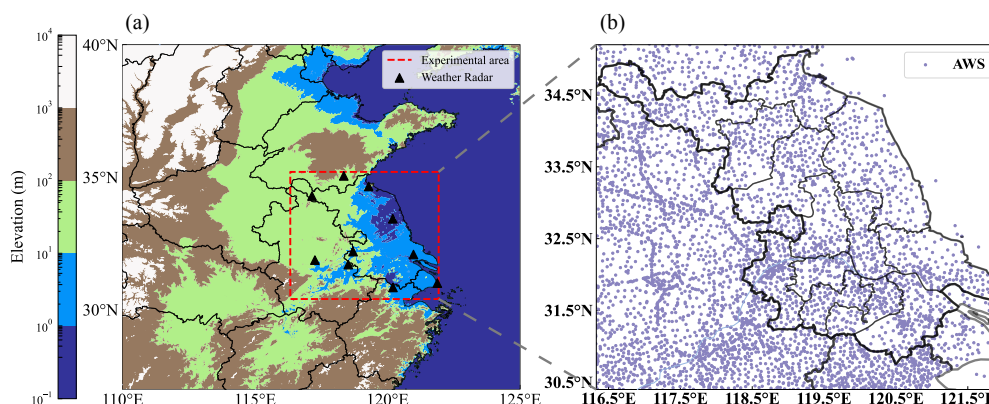 (a)
(b)
Elevation (m)
10⁴
10³
10²
10¹
10⁰
10⁻¹
40°N
35°N
30°N
110°E
115°E
120°E
125°E
Experimental area
Weather Radar
AWS
34.5°N
33.5°N
32.5°N
31.5°N
30.5°N
116.5°E
117.5°E
118.5°E
119.5°E
120.5°E
121.5°E